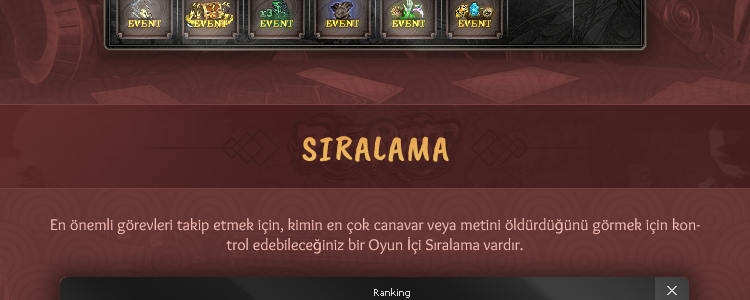 EVENT EVENT x3 EVENT EVENT EVENT EVENT
SIRALAMA
En önemli görevleri takip etmek için, kimin en çok canavar veya metini öldürdüğünü görmek için kon-
trol edebileceğiniz bir Oyun İçi Sıralama vardır.
Ranking